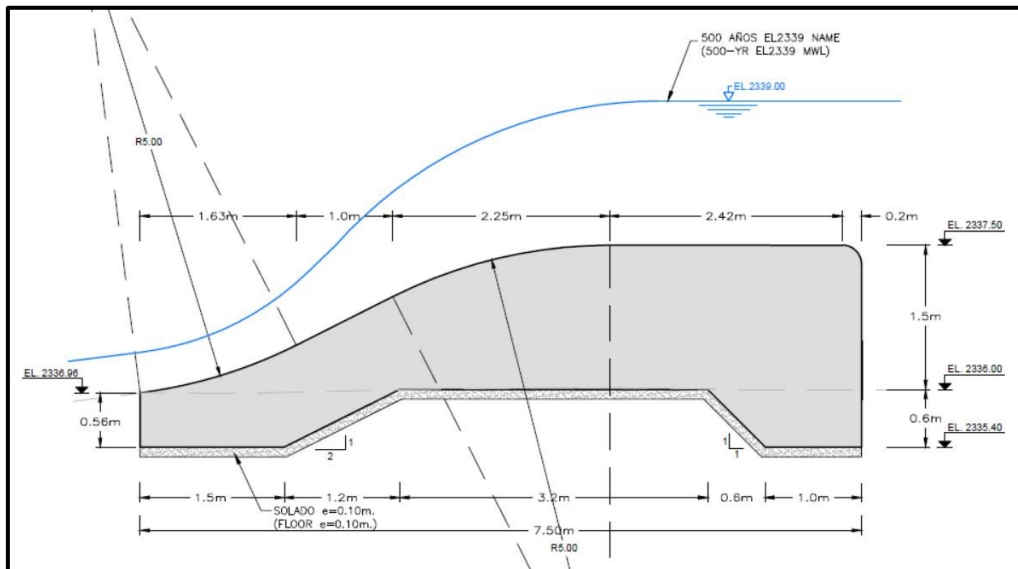 500 AÑOS EL2339 NAME
(500-YR EL2339 MWL)
EL.2339.00
R5.00
1.63m
1.0m
2.25m
2.42m
0.2m
EL. 2337.50
1.5m
EL. 2336.96
EL. 2336.00
0.56m
0.6m
EL. 2335.40
1
2
1
1
1.5m
1.2m
3.2m
0.6m
1.0m
SOLADO e=0.10m.
(FLOOR e=0.10m.)
7.50m
R5.00